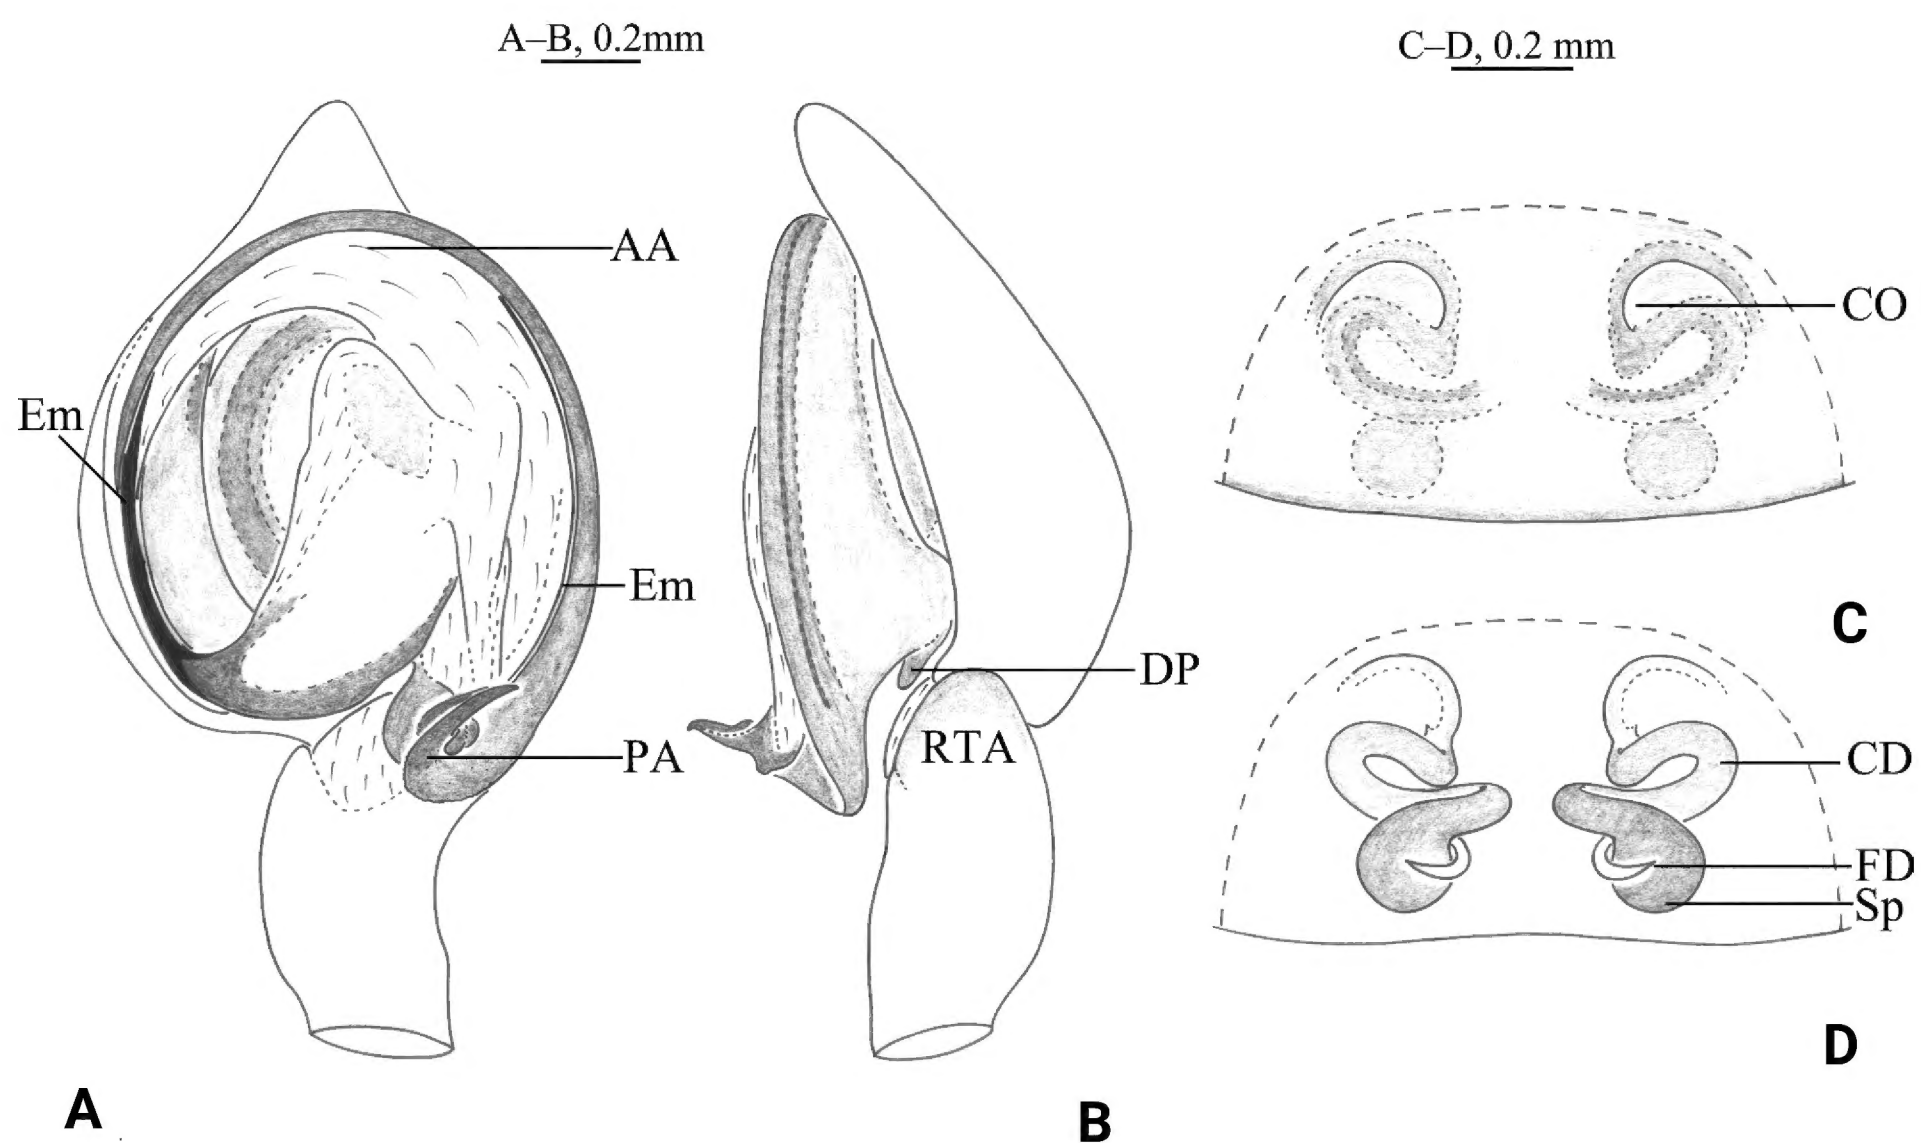 A–B, 0.2mm
C–D, 0.2 mm
AA
CO
Em
Em
DP
RTA
PA
C
CD
FD
Sp
D
A
B